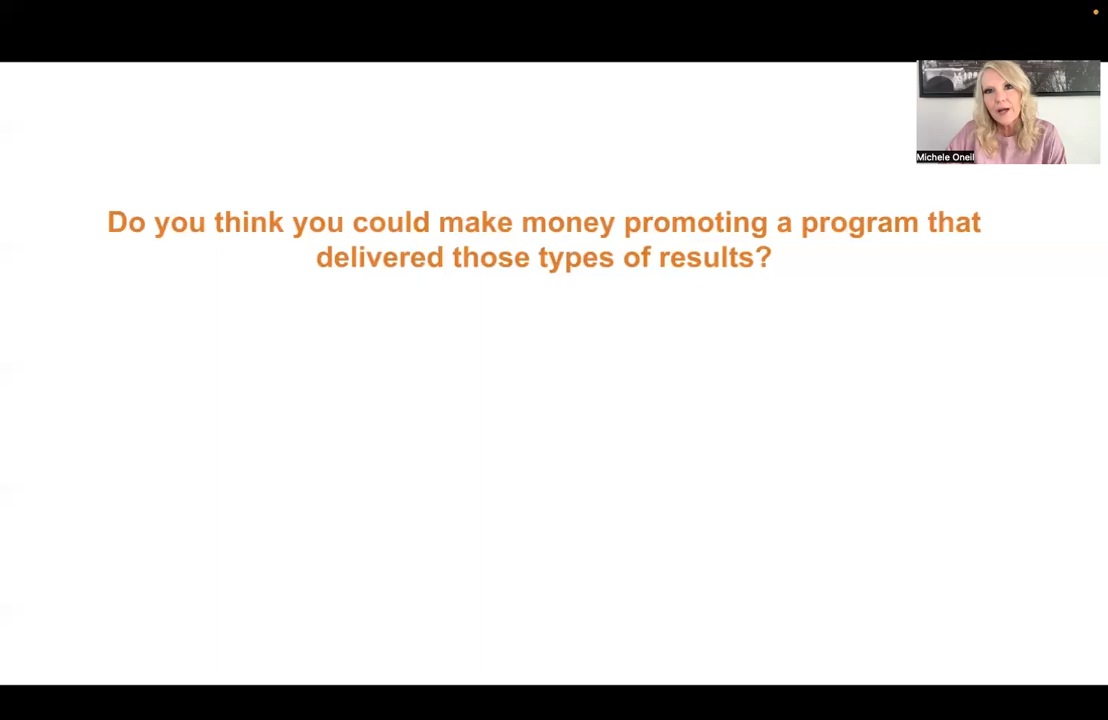 Michele Oneil
Do you think you could make money promoting a program that
delivered those types of results?